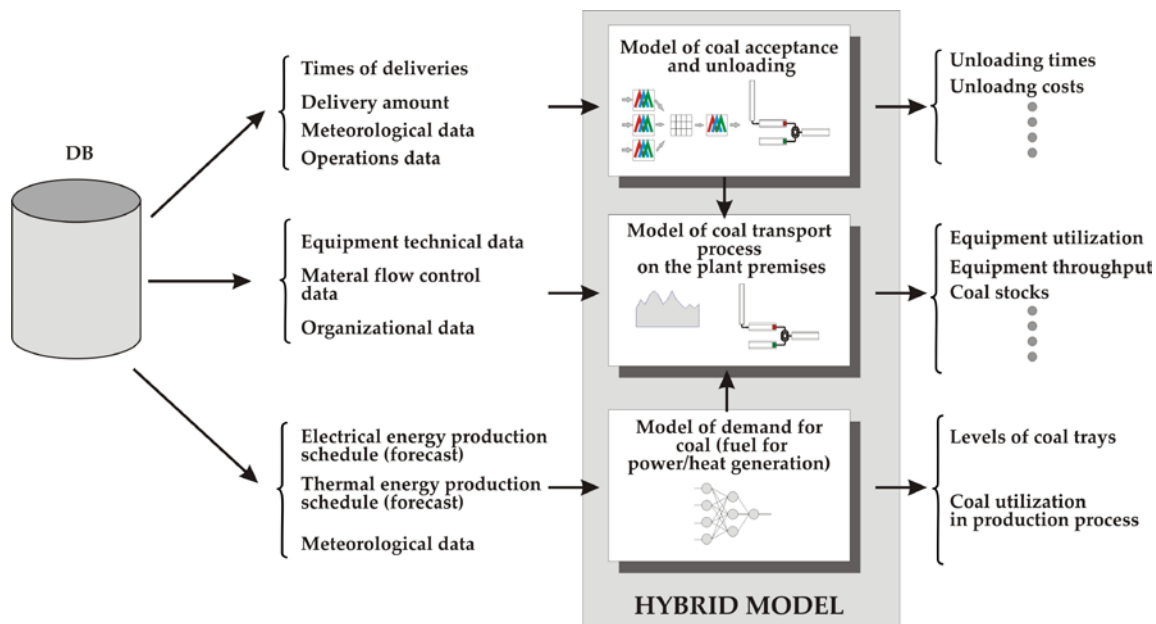 DB
Times of deliveries
Delivery amount
Meteorological data
Operations data
Equipment technical data
Materal flow control
data
Organizational data
Electrical energy production
schedule (forecast)
Thermal energy production
schedule (forecast)
Meteorological data
Model of coal acceptance
and unloading
Model of coal transport
process
on the plant premises
Model of demand for
coal (fuel for
power/heat generation)
HYBRID MODEL
Unloading times
Unloadng costs
Equipment utilization
Equipment throughput
Coal stocks
Levels of coal trays
Coal utilization
in production process